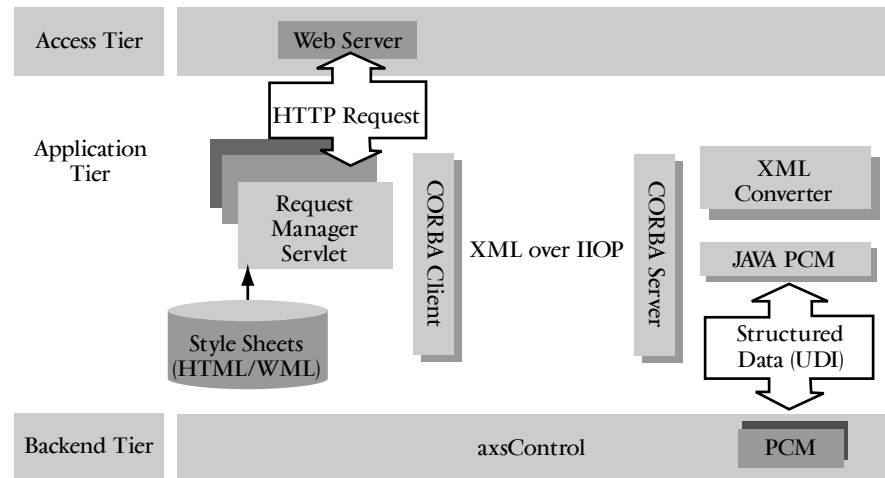 Access Tier
Web Server
HTTP Request
Application
Tier
Request
Manager
Servlet
CORBA Client
XML over IIOP
CORBA Server
XML
Converter
JAVA PCM
Structured
Data (UDI)
Style Sheets
(HTML/WML)
Backend Tier
axsControl
PCM